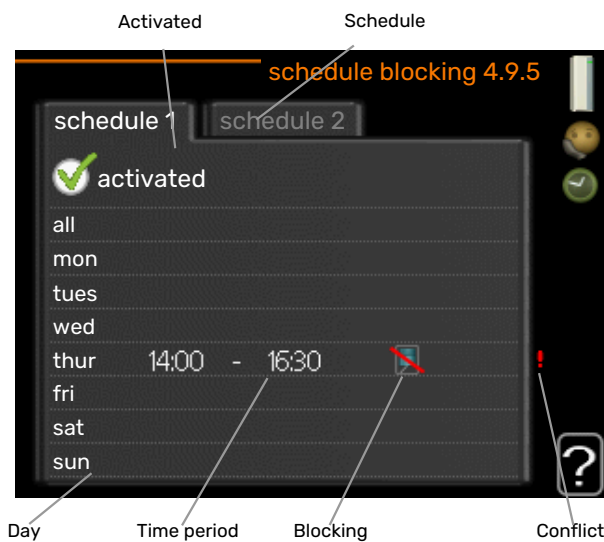 Activated Schedule
schedule blocking 4.9.5
schedule 1 schedule 2
activated
all
mon
tues
wed
thur 14:00 - 16:30 !
fri
sat
sun
?
Day Time period Blocking Conflict